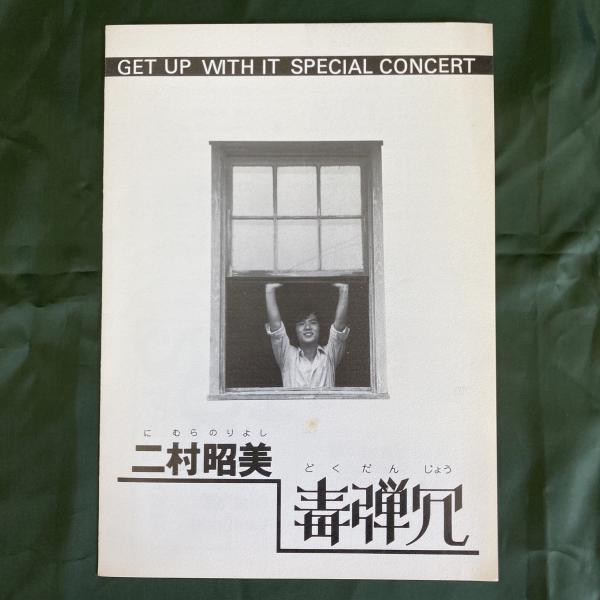 GET UP WITH IT SPECIAL CONCERT
に むらのりよし
二村昭美
どくだん じょう
毒弾冗